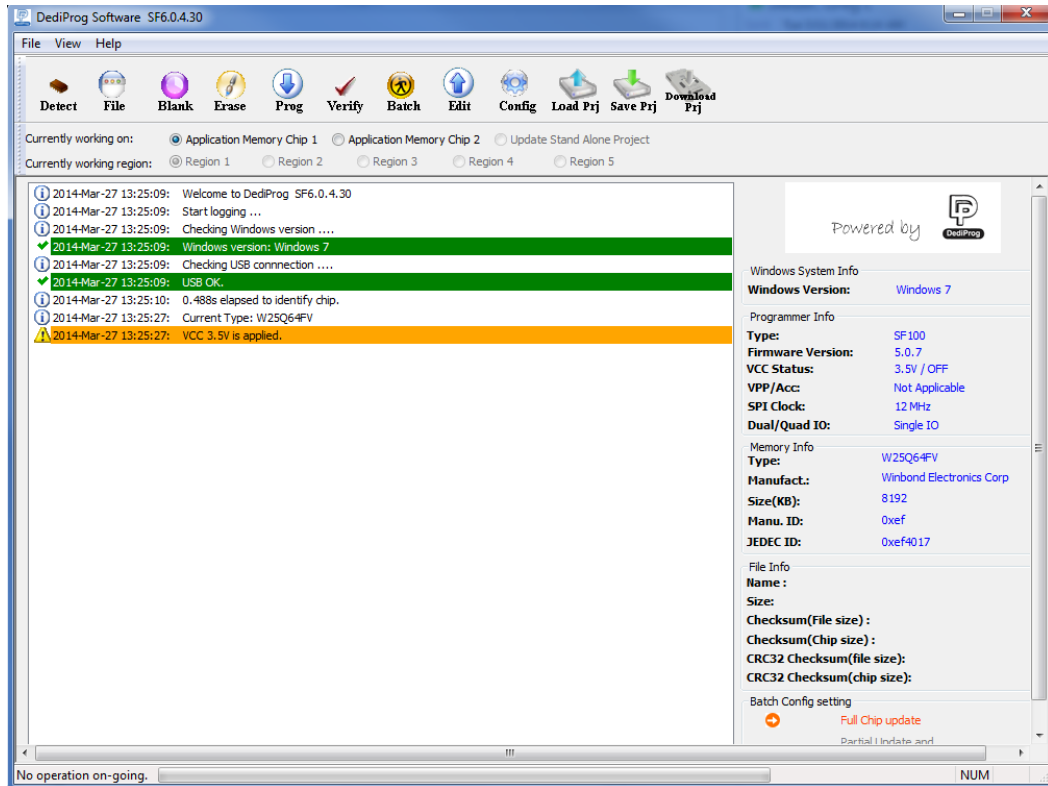 DediProg Software SF6.0.4.30
File View Help
Detect File Blank Erase Prog Verify Batch Edit Config Load Prj Save Prj Download Prj
Currently working on: Application Memory Chip 1 Application Memory Chip 2 Update Stand Alone Project
Currently working region: Region 1 Region 2 Region 3 Region 4 Region 5
2014-Mar-27 13:25:09: Welcome to DediProg SF6.0.4.30
2014-Mar-27 13:25:09: Start logging ...
2014-Mar-27 13:25:09: Checking Windows version ....
2014-Mar-27 13:25:09: Windows version: Windows 7
2014-Mar-27 13:25:09: Checking USB connnection ....
2014-Mar-27 13:25:09: USB OK.
2014-Mar-27 13:25:10: 0.488s elapsed to identify chip.
2014-Mar-27 13:25:27: Current Type: W25Q64FV
2014-Mar-27 13:25:27: VCC 3.5V is applied.
Powered by DediProg
Windows System Info
Windows Version: Windows 7
Programmer Info
Type: SF100
Firmware Version: 5.0.7
VCC Status: 3.5V / OFF
VPP/Acc: Not Applicable
SPI Clock: 12 MHz
Dual/Quad IO: Single IO
Memory Info
Type: W25Q64FV
Manufact.: Winbond Electronics Corp
Size(KB): 8192
Manu. ID: 0xef
JEDEC ID: 0xef4017
File Info
Name :
Size:
Checksum(File size) :
Checksum(Chip size) :
CRC32 Checksum(file size):
CRC32 Checksum(chip size):
Batch Config setting
Full Chip update
Partial Update and
No operation on-going. NUM